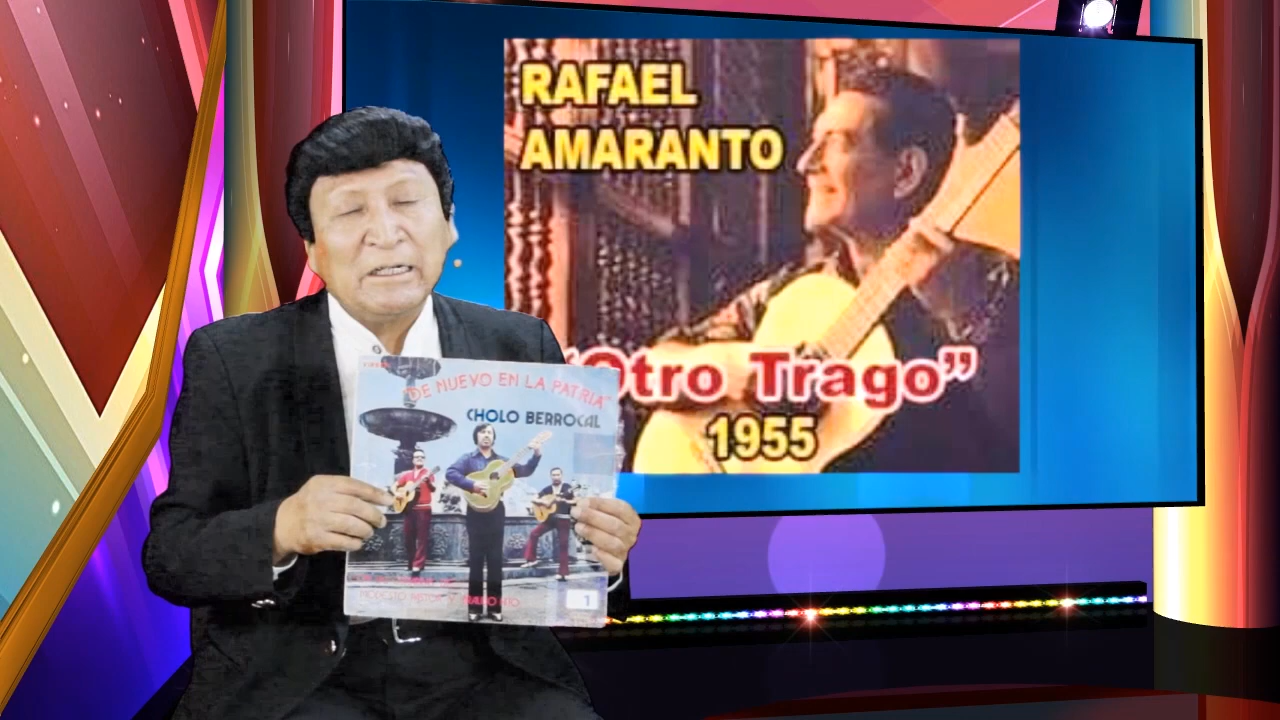 RAFAEL
AMARANTO
"Otro Trago"
1955
"DE NUEVO EN LA PATRIA"
CHOLO BERROCAL
1